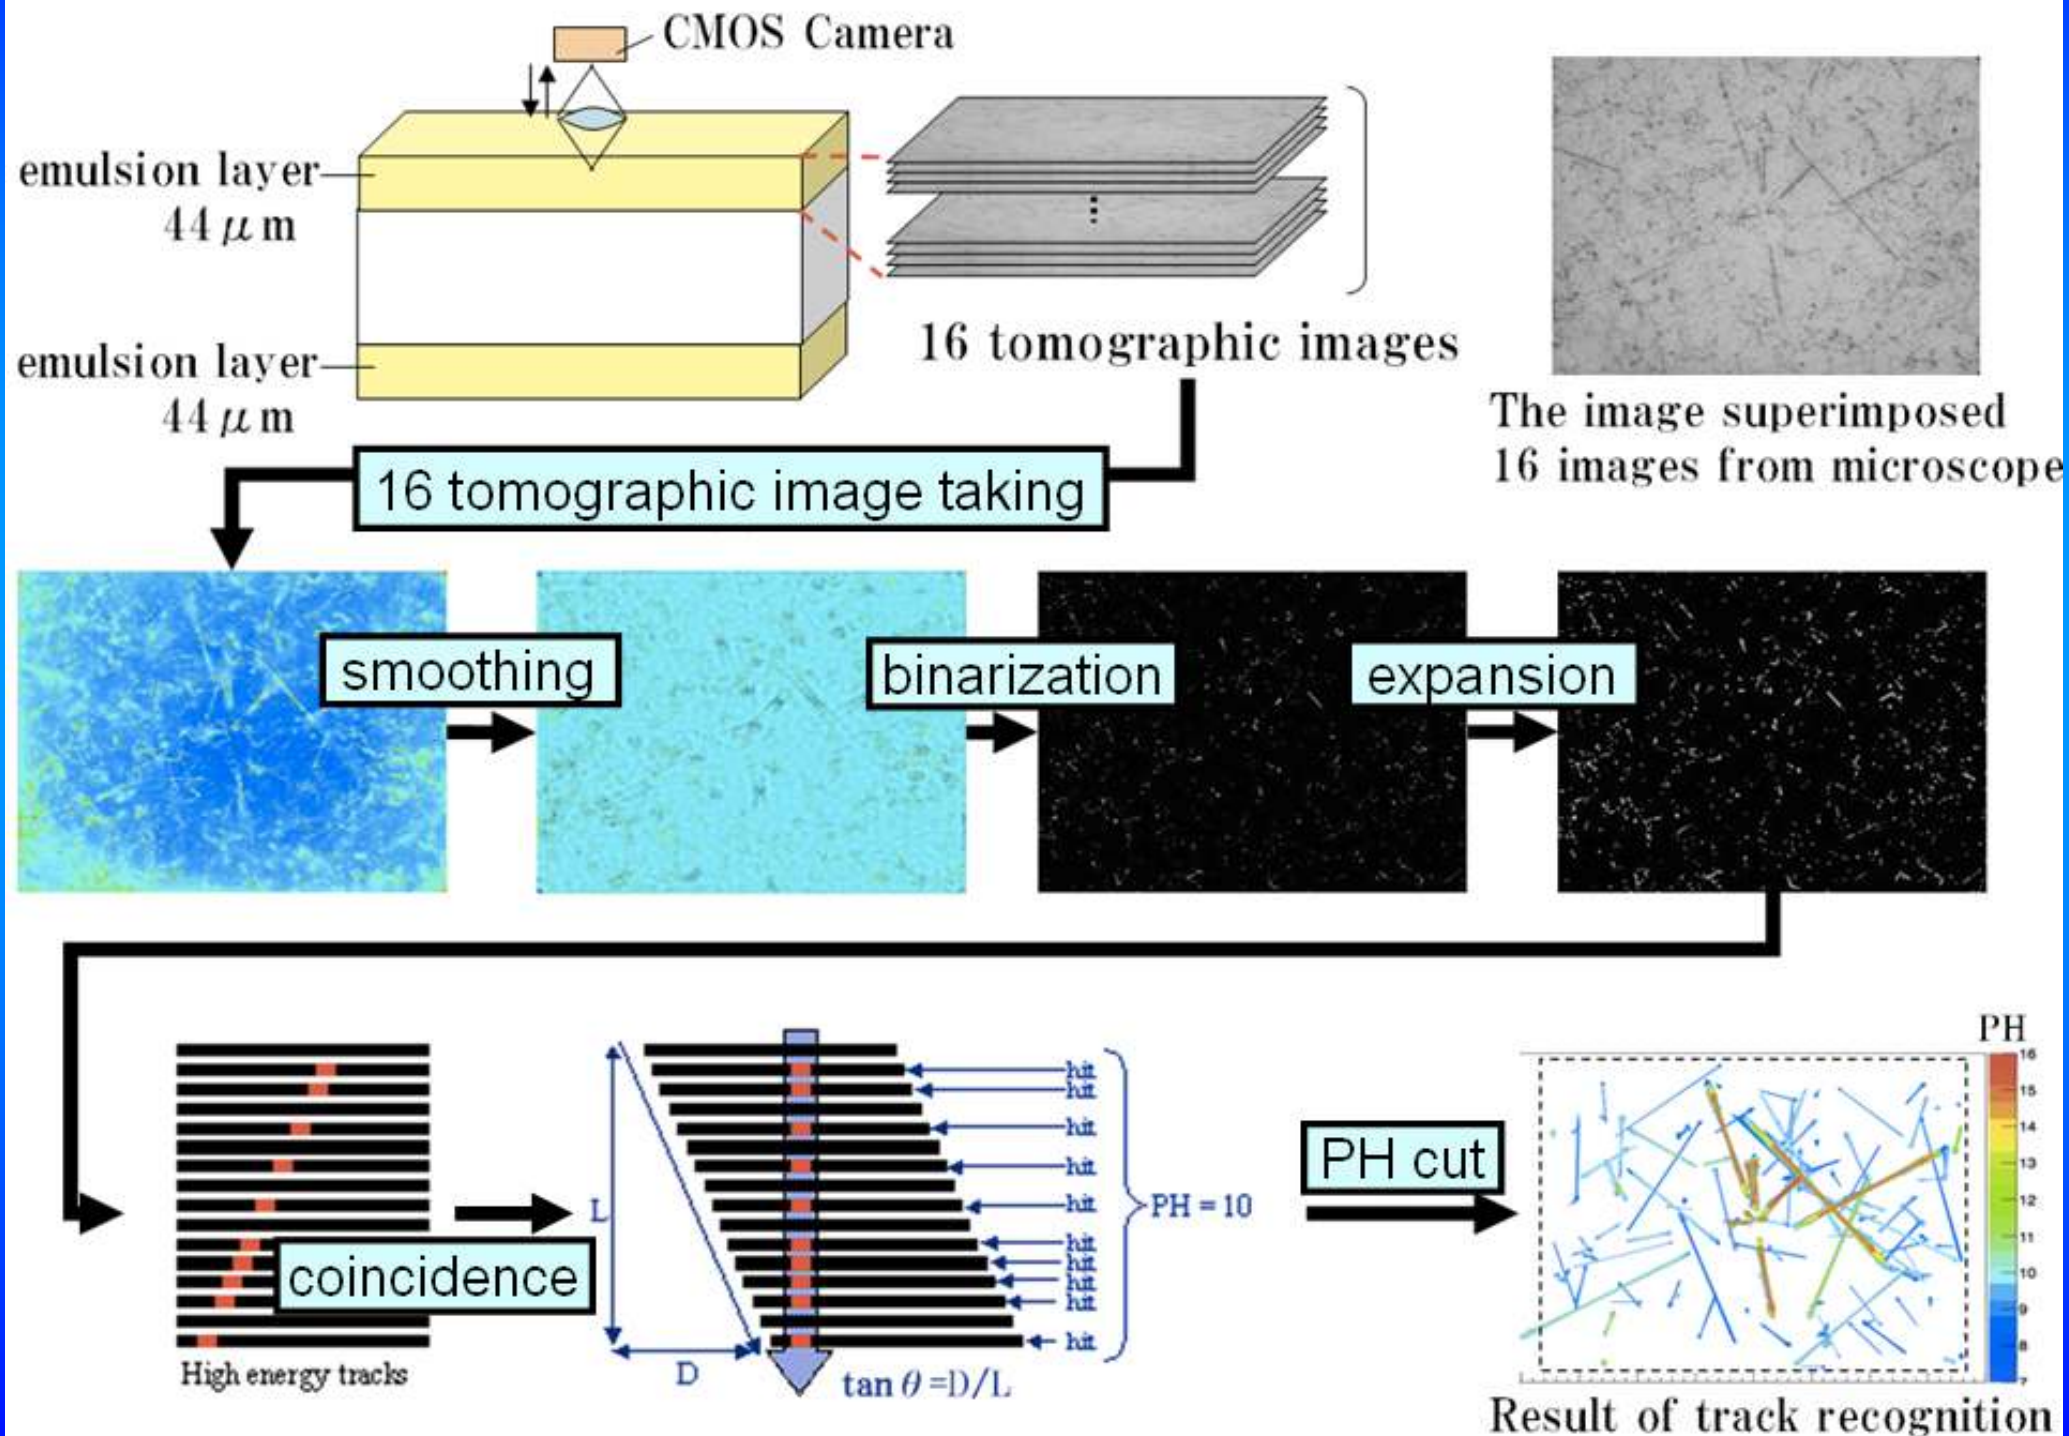 CMOS Camera
emulsion layer
44 μm
emulsion layer
44 μm
16 tomographic images
The image superimposed
16 images from microscope
16 tomographic image taking
smoothing
binarization
expansion
High energy tracks
coincidence
L
D
tan θ =D/L
hit
hit
hit
hit
hit
hit
hit
hit
hit
hit
PH = 10
PH cut
PH
16
15
14
13
12
11
10
9
8
7
Result of track recognition